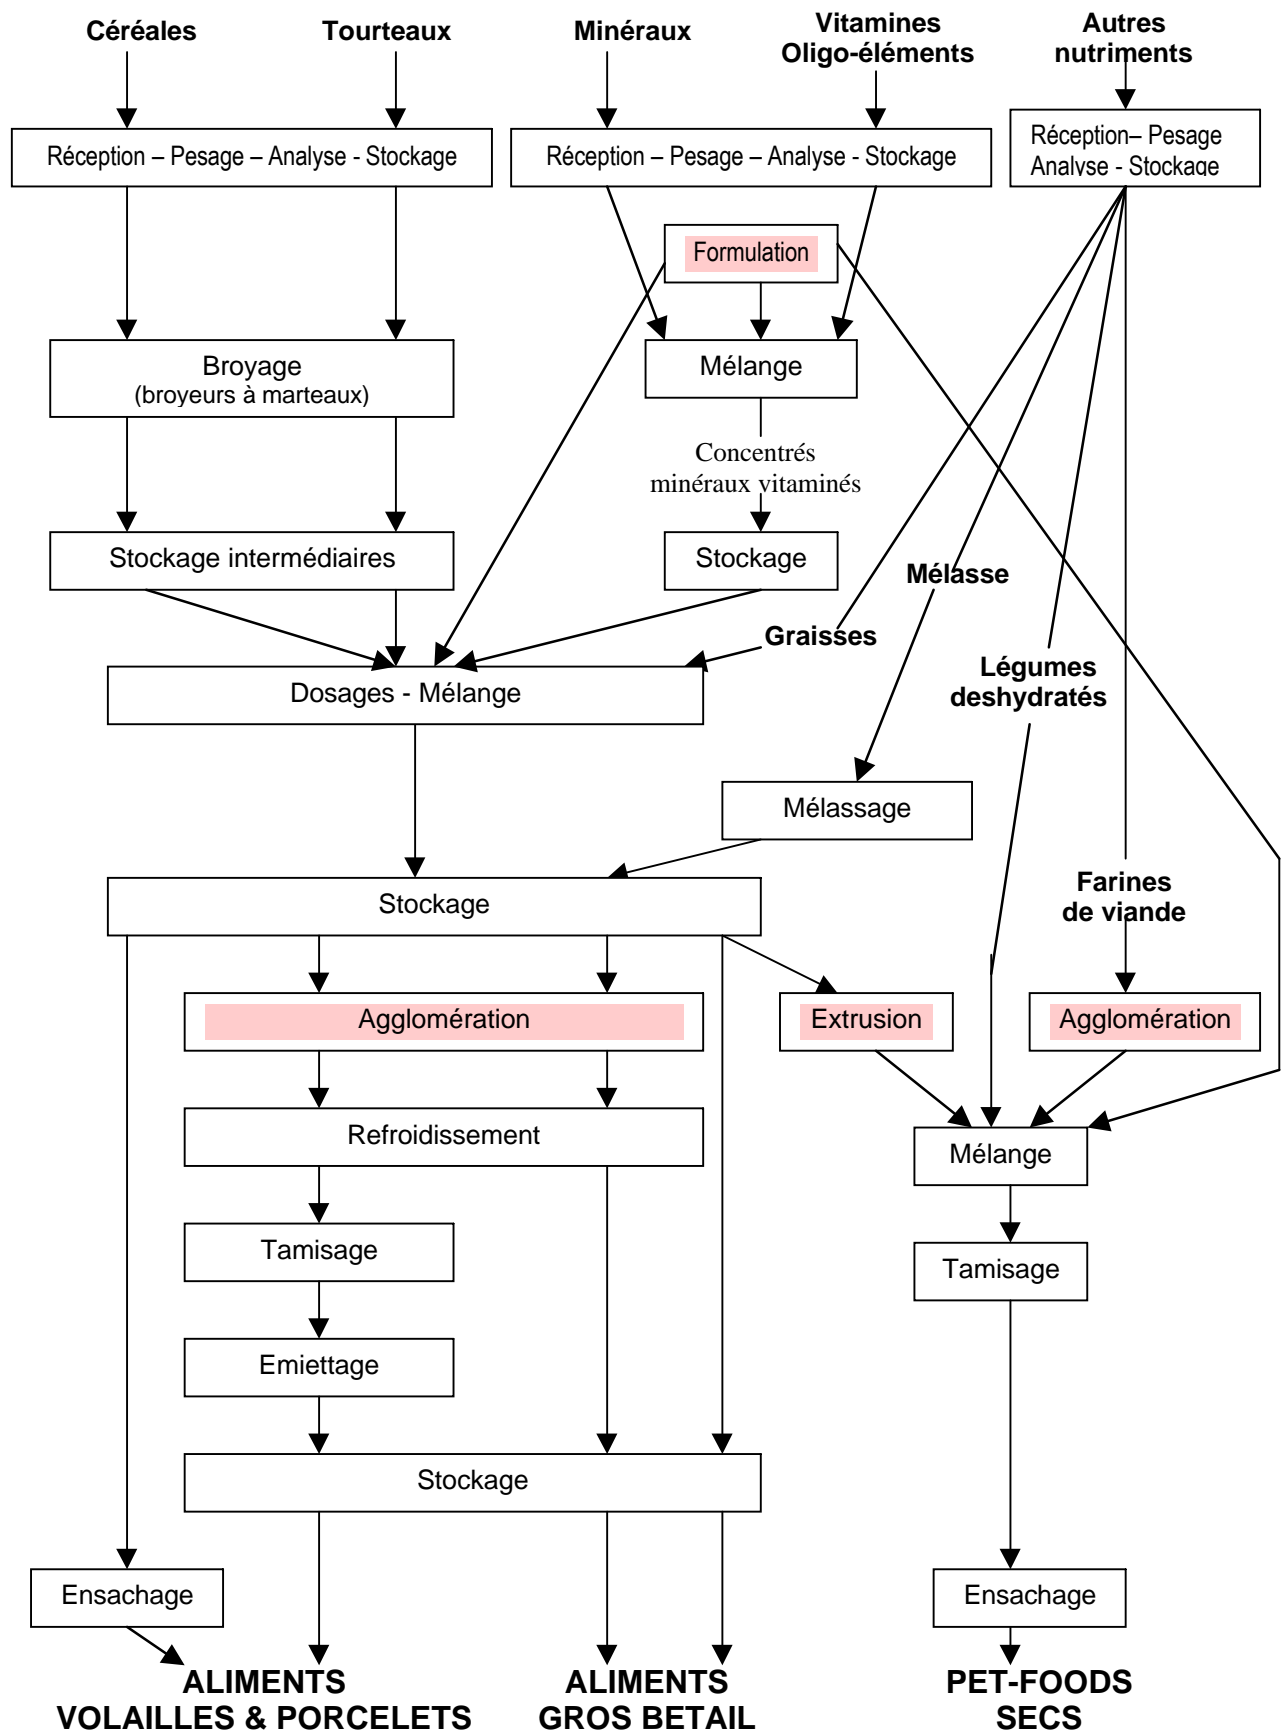 Céréales
Tourteaux
Minéraux
Vitamines
Oligo-éléments
Autres
nutriments
Réception – Pesage – Analyse - Stockage
Réception – Pesage – Analyse - Stockage
Réception– Pesage
Analyse - Stockage
Formulation
Broyage
(broyeurs à marteaux)
Mélange
Concentrés
minéraux vitaminés
Stockage intermédiaires
Stockage
Mélasse
Graisses
Légumes
deshydratés
Dosages - Mélange
Mélassage
Stockage
Farines
de viande
Agglomération
Extrusion
Agglomération
Refroidissement
Mélange
Tamisage
Tamisage
Emiettage
Stockage
Ensachage
Ensachage
ALIMENTS
VOLAILLES & PORCELETS
ALIMENTS
GROS BETAIL
PET-FOODS
SECS